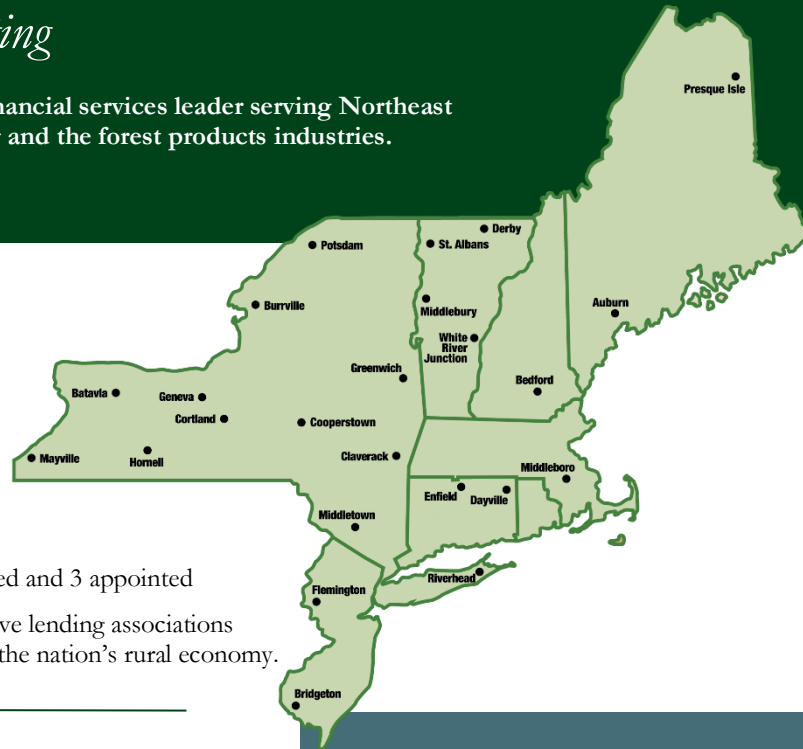 nancial services leader serving Northeast
and the forest products industries.
Presque Isle
Derby
St. Albans
Potsdam
Middlebury
Burrville
Auburn
White
River
Junction
Greenwich
Bedford
Batavia
Geneva
Cortland
Cooperstown
Claverack
Mayville
Hornell
Middleboro
Enfield
Dayville
Middletown
ed and 3 appointed
Riverhead
Flemington
ve lending associations
the nation's rural economy.
Bridgeton